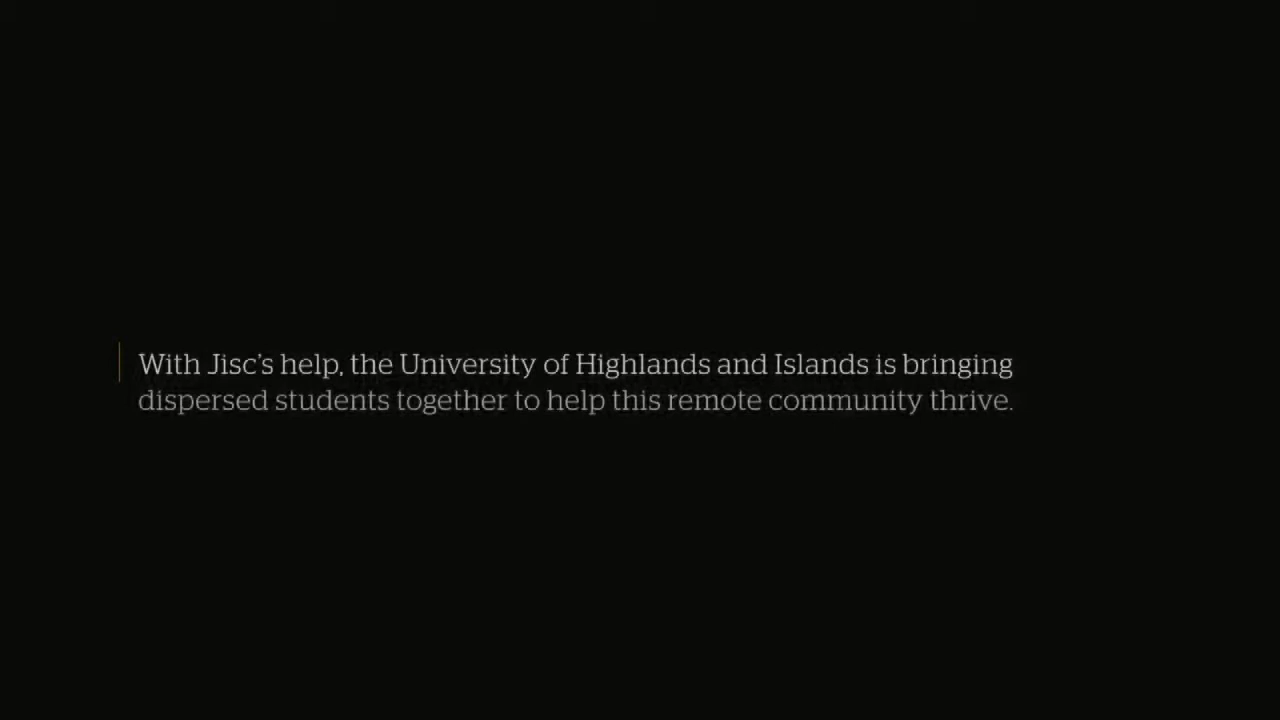 With Jisc’s help, the University of Highlands and Islands is bringing
dispersed students together to help this remote community thrive.